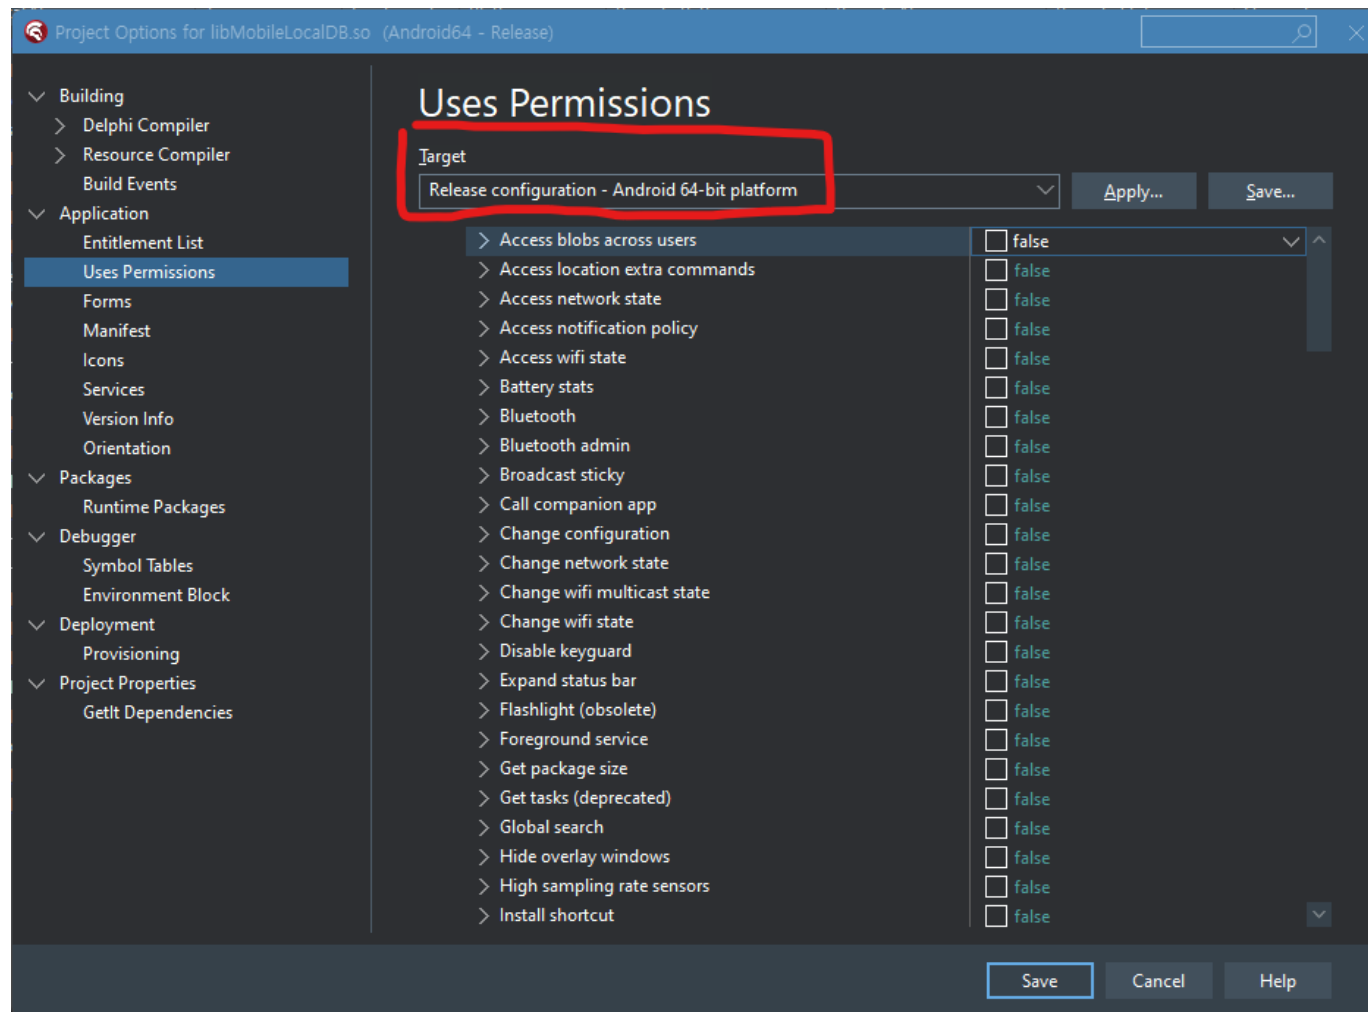 Project Options for libMobileLocalDB.so (Android64 - Release)
Building
Delphi Compiler
Resource Compiler
Build Events
Application
Entitlement List
Uses Permissions
Forms
Manifest
Icons
Services
Version Info
Orientation
Packages
Runtime Packages
Debugger
Symbol Tables
Environment Block
Deployment
Provisioning
Project Properties
GetIt Dependencies
Uses Permissions
Target
Release configuration - Android 64-bit platform
Apply...
Save...
Access blobs across users false
Access location extra commands false
Access network state false
Access notification policy false
Access wifi state false
Battery stats false
Bluetooth false
Bluetooth admin false
Broadcast sticky false
Call companion app false
Change configuration false
Change network state false
Change wifi multicast state false
Change wifi state false
Disable keyguard false
Expand status bar false
Flashlight (obsolete) false
Foreground service false
Get package size false
Get tasks (deprecated) false
Global search false
Hide overlay windows false
High sampling rate sensors false
Install shortcut false
Save
Cancel
Help